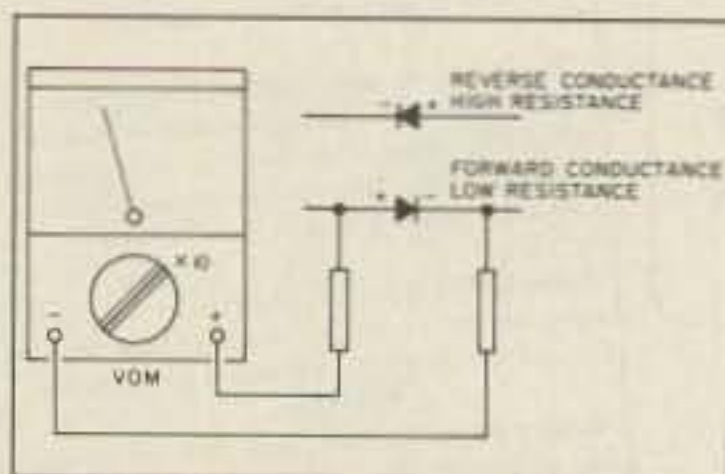 REVERSE CONDUCTANCE
HIGH RESISTANCE
- +
FORWARD CONDUCTANCE
LOW RESISTANCE
+ -
X 10
- +
VOM